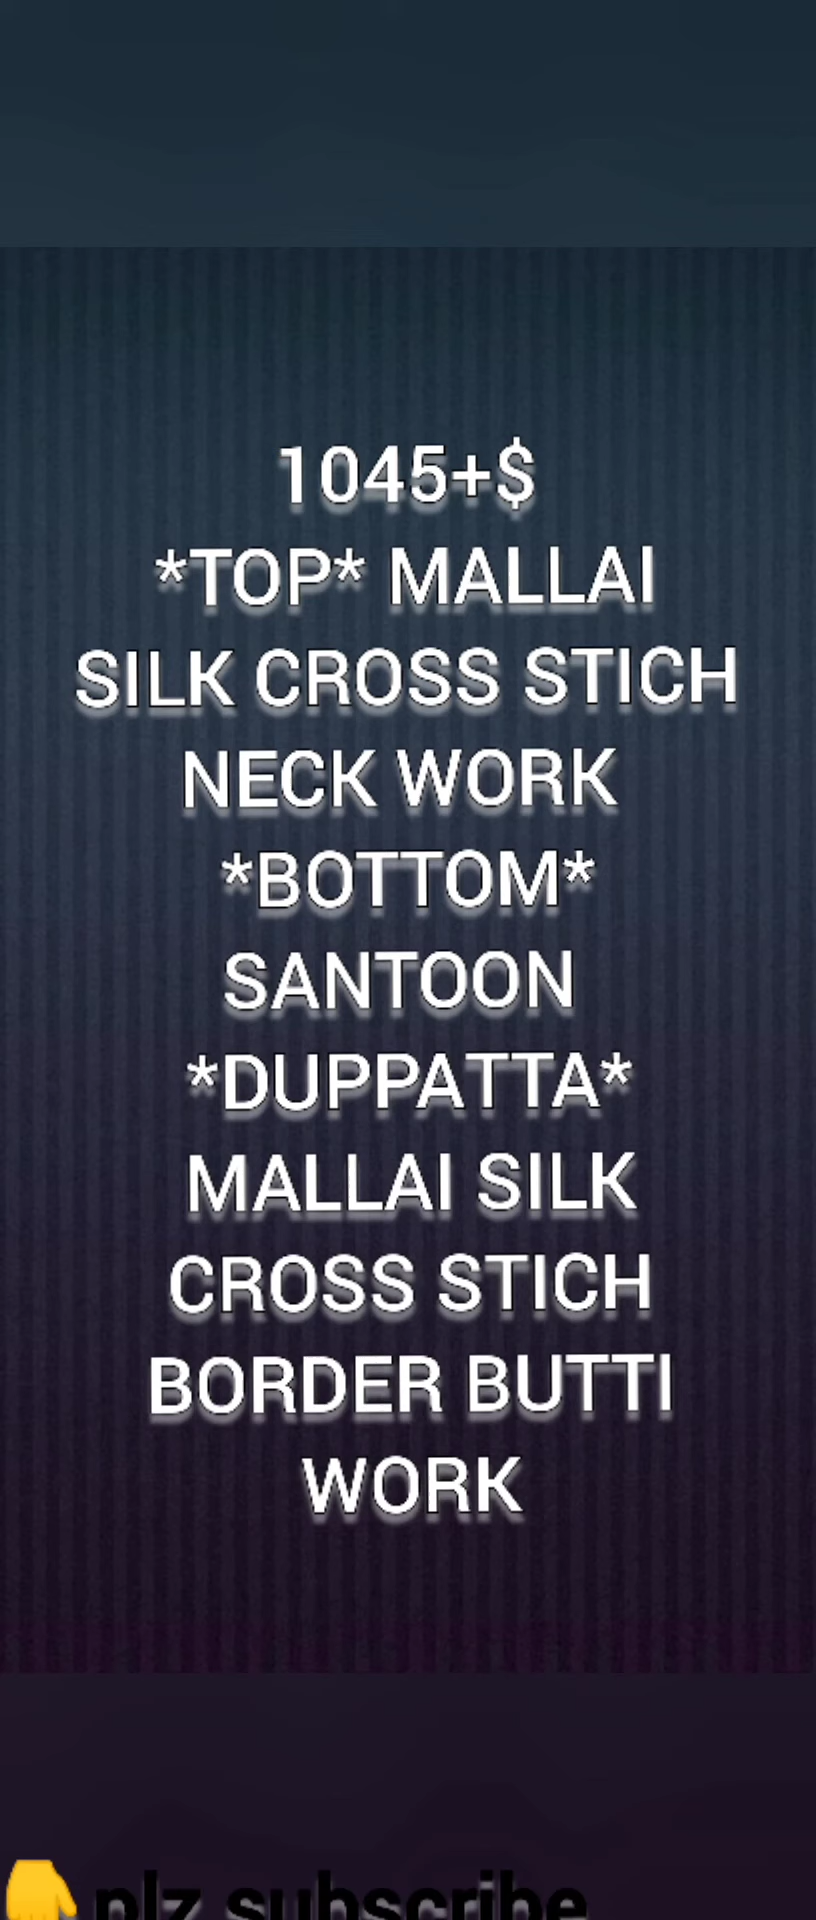 1045+$
*TOP* MALLAI
SILK CROSS STICH
NECK WORK
*BOTTOM*
SANTOON
*DUPPATTA*
MALLAI SILK
CROSS STICH
BORDER BUTTI
WORK
plz subscribe